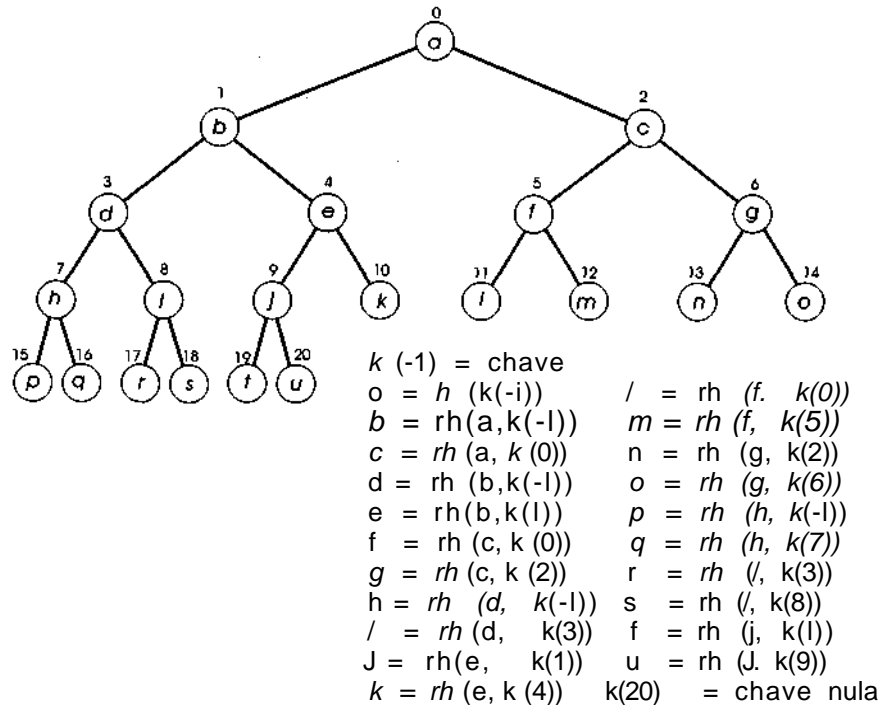 0
a
1 2
b c
3 4 5 6
d e f g
7 8 9 10 11 12 13 14
h i j k l m n o
15 16 17 18 19 20
p q r s t u
k (-1) = chave
o = h (k(-i)) / = rh (f. k(0))
b = rh(a,k(-l)) m = rh (f, k(5))
c = rh (a, k (0)) n = rh (g, k(2))
d = rh (b,k(-l)) o = rh (g, k(6))
e = rh(b,k(l)) p = rh (h, k(-l))
f = rh (c, k (0)) q = rh (h, k(7))
g = rh (c, k (2)) r = rh (/, k(3))
h = rh (d, k(-l)) s = rh (/, k(8))
/ = rh (d, k(3)) f = rh (j, k(l))
J = rh(e, k(1)) u = rh (J. k(9))
k = rh (e, k (4)) k(20) = chave nula